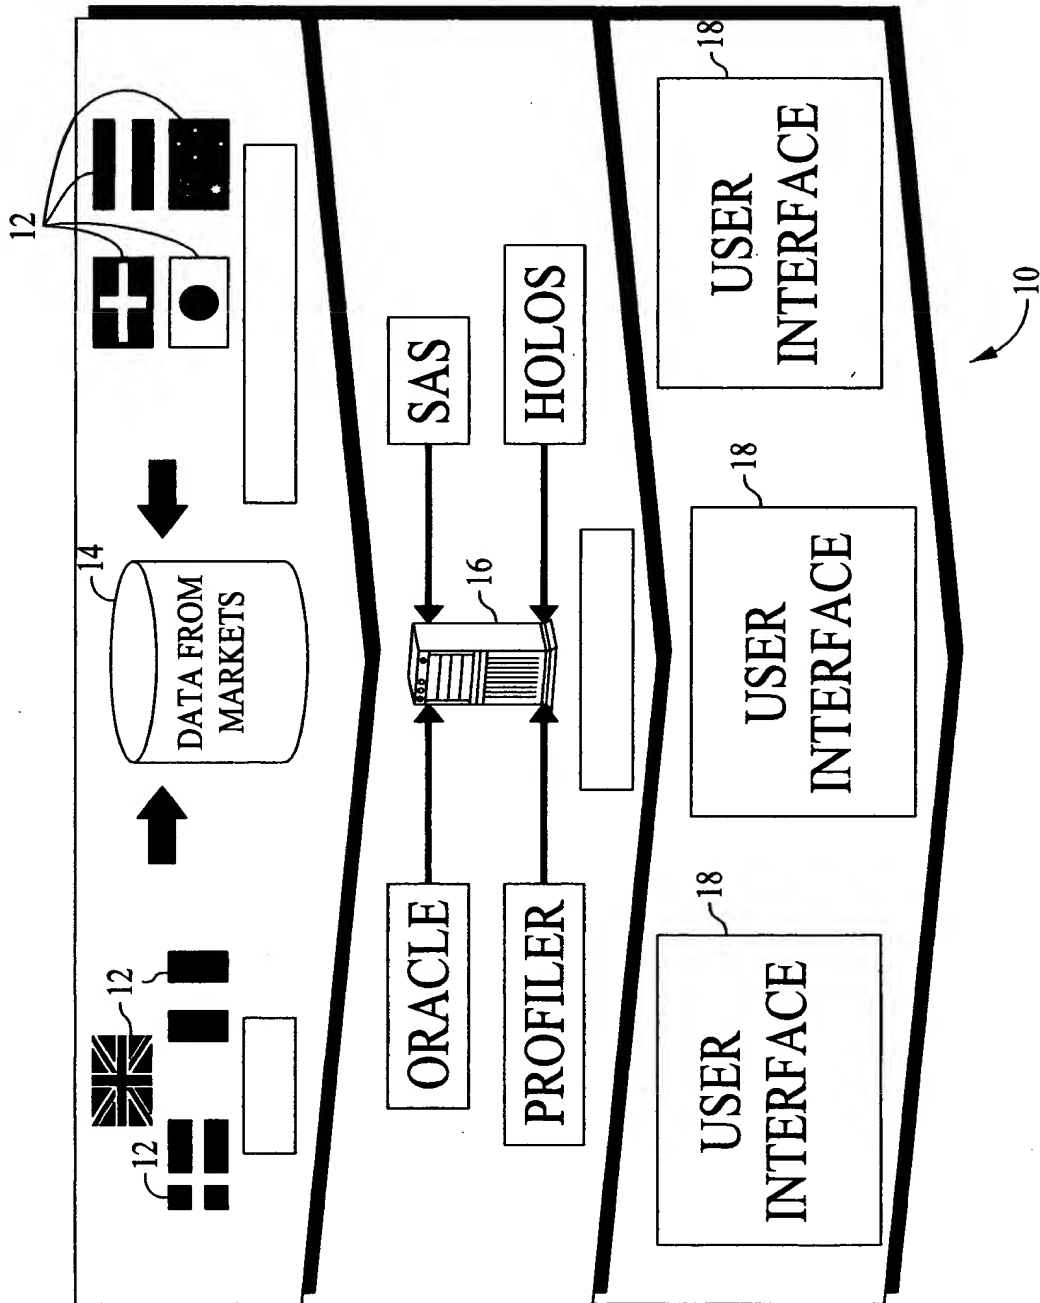 12
12
12
14
DATA FROM
MARKETS
ORACLE
SAS
16
PROFILER
HOLOS
18
USER
INTERFACE
18
USER
INTERFACE
18
USER
INTERFACE
10